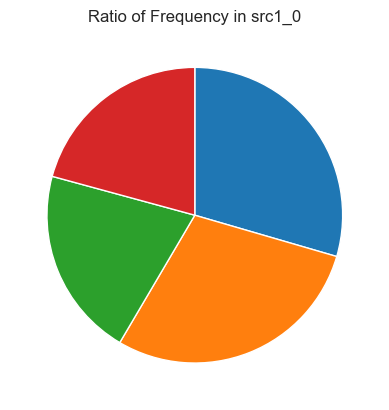 Ratio of Frequency in src1_0